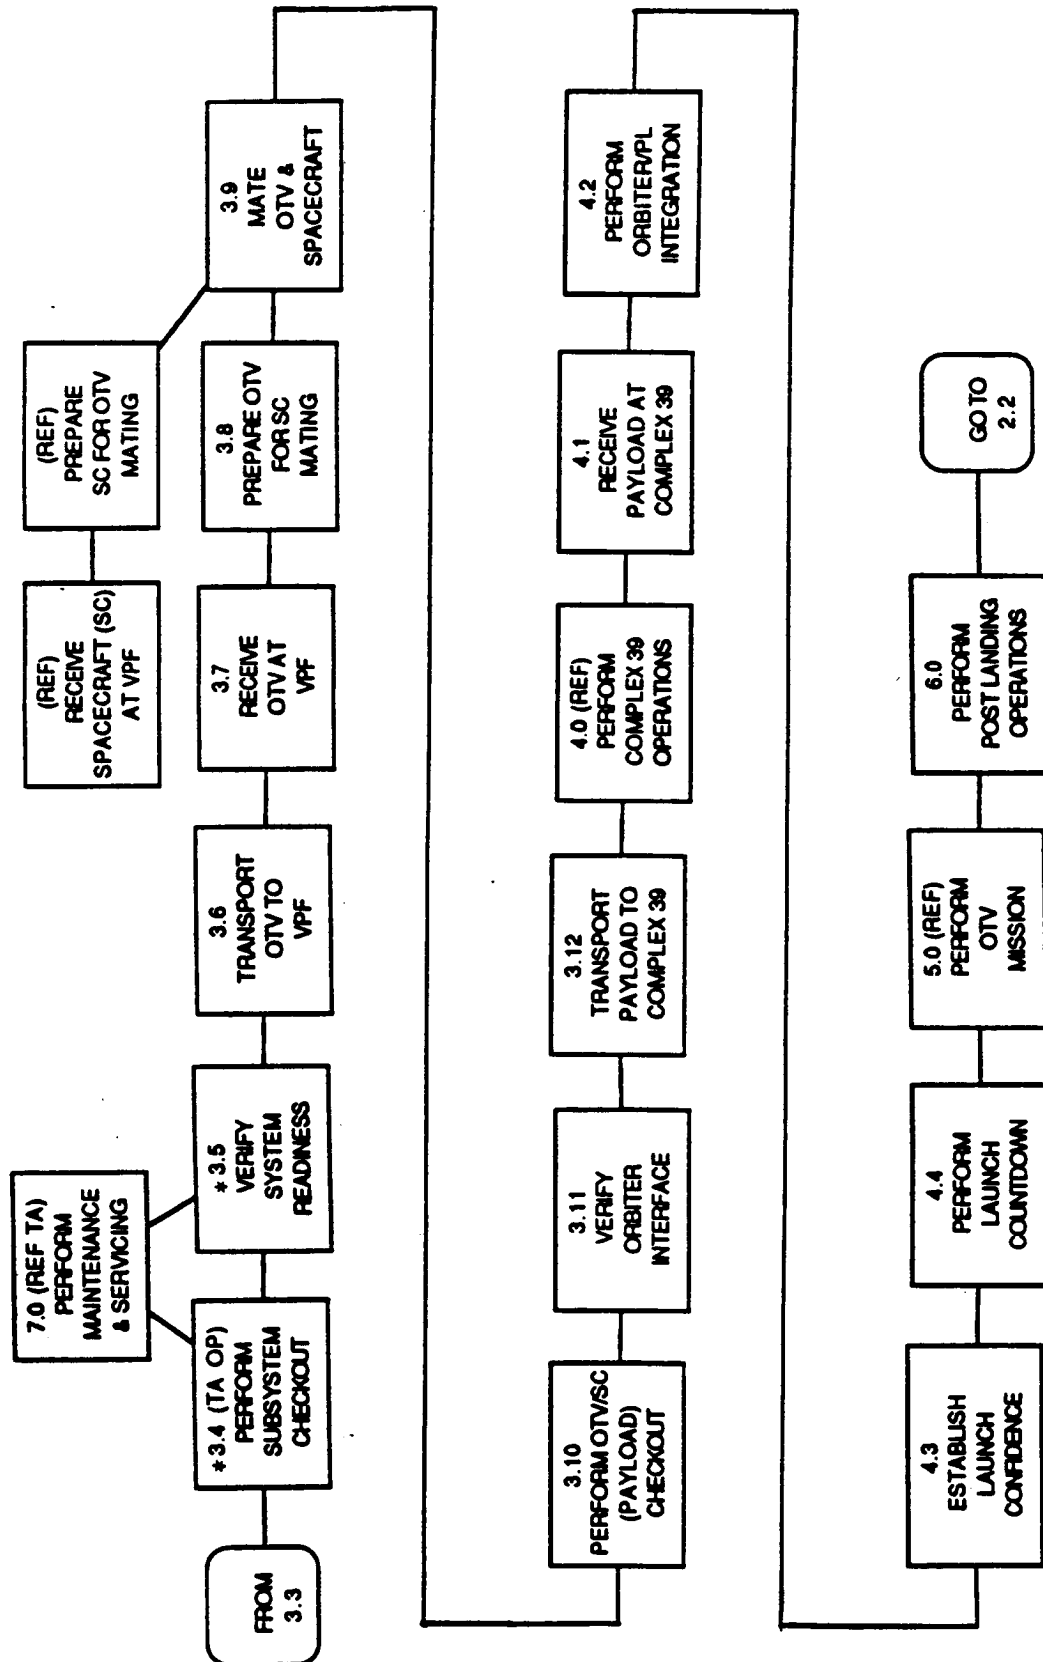 7.0 (REF TA)
PERFORM
MAINTENANCE
& SERVICING
(REF)
RECEIVE
SPACECRAFT (SC)
AT VPF
(REF)
PREPARE
SC FOR OTV
MATING
FROM
3.3
*3.4 (TA OP)
PERFORM
SUBSYSTEM
CHECKOUT
*3.5
VERIFY
SYSTEM
READINESS
3.6
TRANSPORT
OTV TO
VPF
3.7
RECEIVE
OTV AT
VPF
3.8
PREPARE OTV
FOR SC
MATING
3.9
MATE
OTV &
SPACECRAFT
3.10
PERFORM OTV/SC
(PAYLOAD)
CHECKOUT
3.11
VERIFY
ORBITER
INTERFACE
3.12
TRANSPORT
PAYLOAD TO
COMPLEX 39
4.0 (REF)
PERFORM
COMPLEX 39
OPERATIONS
4.1
RECEIVE
PAYLOAD AT
COMPLEX 39
4.2
PERFORM
ORBITER/PL
INTEGRATION
4.3
ESTABLISH
LAUNCH
CONFIDENCE
4.4
PERFORM
LAUNCH
COUNTDOWN
5.0 (REF)
PERFORM
OTV
MISSION
6.0
PERFORM
POST LANDING
OPERATIONS
GO TO
2.2